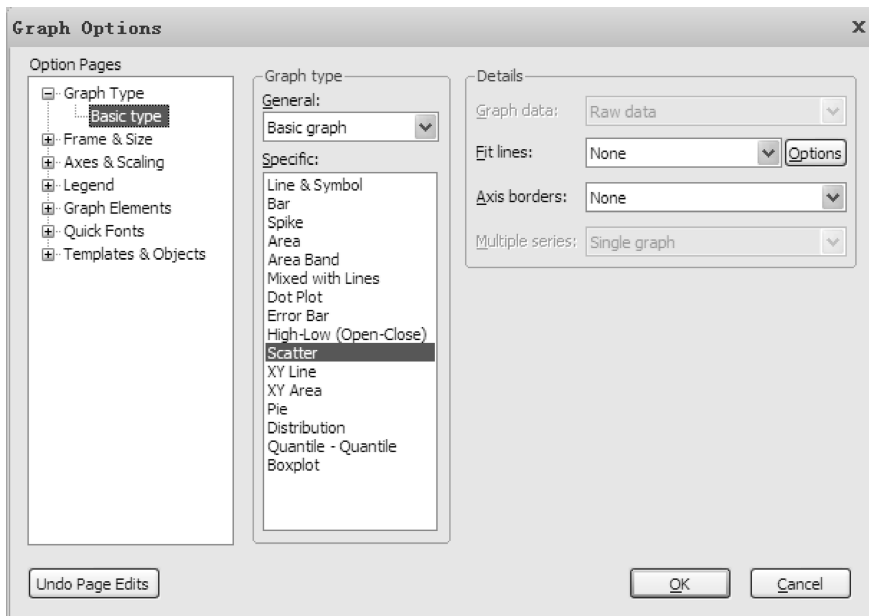 Graph Options
x
Option Pages
Graph Type
Basic type
Frame & Size
Axes & Scaling
Legend
Graph Elements
Quick Fonts
Templates & Objects
Graph type
General:
Basic graph
Specific:
Line & Symbol
Bar
Spike
Area
Area Band
Mixed with Lines
Dot Plot
Error Bar
High-Low (Open-Close)
Scatter
XY Line
XY Area
Pie
Distribution
Quantile - Quantile
Boxplot
Details
Graph data: Raw data
Fit lines: None Options
Axis borders: None
Multiple series: Single graph
Undo Page Edits
OK
Cancel